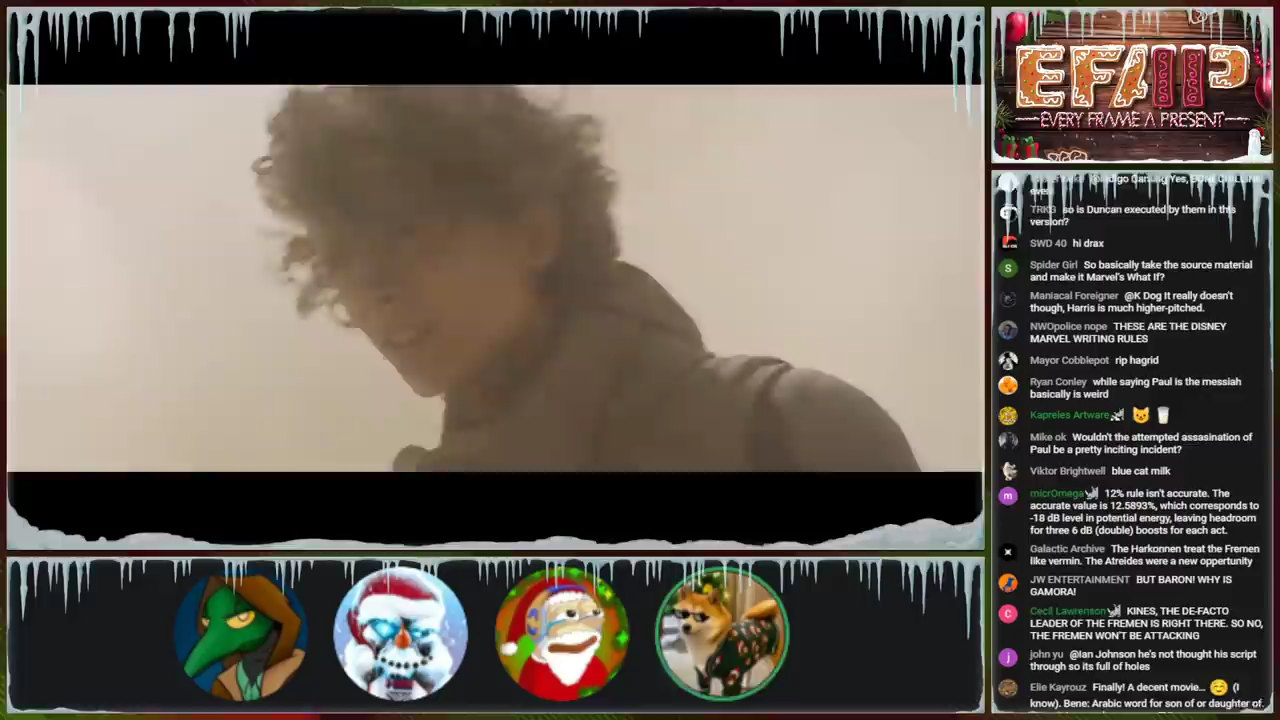 EFAP
EVERY FRAME A PRESENT
Yes,
even
TRKG so is Duncan executed by them in this
version?
SWD 40 hi drax
S
Spider Girl So basically take the source material
and make it Marvel's What If?
Maniacal Foreigner @K Dog It really doesn't
though, Harris is much higher-pitched.
NWOpolice nope THESE ARE THE DISNEY
MARVEL WRITING RULES
Mayor Cobblepot rip hagrid
Ryan Conley while saying Paul is the messiah
basically is weird
Kapreles Artware 😺 🥛
Mike ok Wouldn't the attempted assasination of
Paul be a pretty inciting incident?
Viktor Brightwell blue cat milk
m
micrOmega 12% rule isn't accurate. The
accurate value is 12.5893%, which corresponds to
-18 dB level in potential energy, leaving headroom
for three 6 dB (double) boosts for each act.
Galactic Archive The Harkonnen treat the Fremen
like vermin. The Atreides were a new oppertunity
JW ENTERTAINMENT BUT BARON! WHY IS
GAMORA!
C
Cecil Lawrenson KINES, THE DE-FACTO
LEADER OF THE FREMEN IS RIGHT THERE. SO NO,
THE FREMEN WON'T BE ATTACKING
j
john yu @Ian Johnson he's not thought his script
through so its full of holes
Elie Kayrouz Finally! A decent movie... 😊 (I
know). Bene: Arabic word for son of or daughter of.